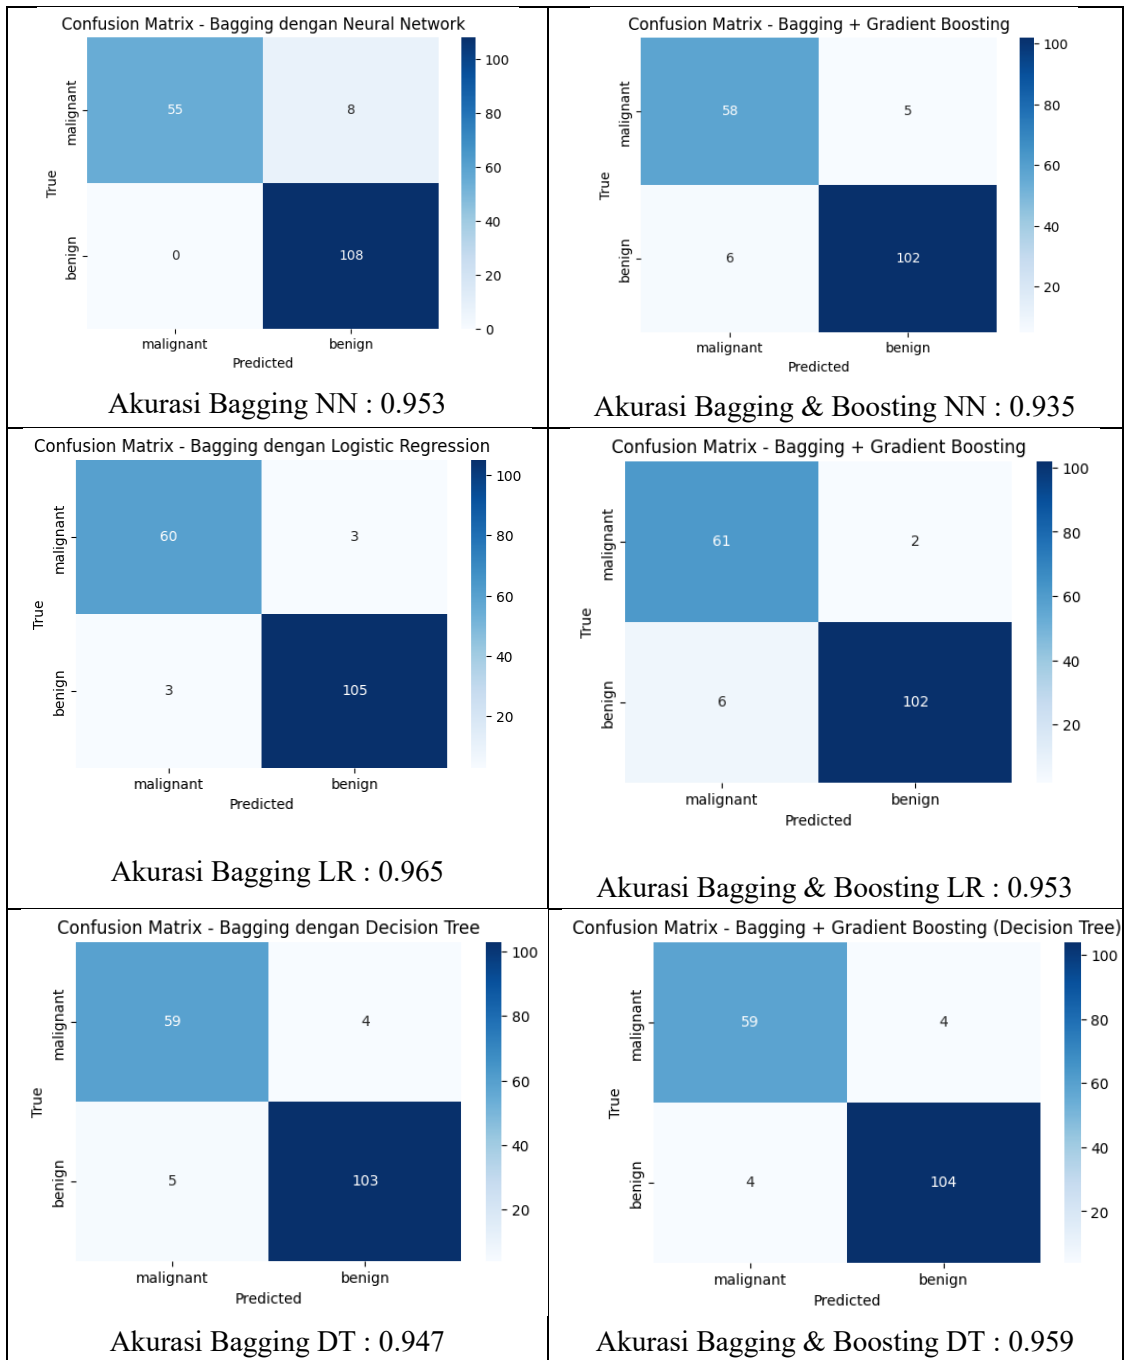 Confusion Matrix - Bagging dengan Neural Network
malignant
benign
True
55
8
0
108
malignant
benign
Predicted
100
80
60
40
20
0
Akurasi Bagging NN : 0.953
Confusion Matrix - Bagging + Gradient Boosting
malignant
benign
True
58
5
6
102
malignant
benign
Predicted
100
80
60
40
20
Akurasi Bagging & Boosting NN : 0.935
Confusion Matrix - Bagging dengan Logistic Regression
malignant
benign
True
60
3
3
105
malignant
benign
Predicted
100
80
60
40
20
Akurasi Bagging LR : 0.965
Confusion Matrix - Bagging + Gradient Boosting
malignant
benign
True
61
2
6
102
malignant
benign
Predicted
100
80
60
40
20
Akurasi Bagging & Boosting LR : 0.953
Confusion Matrix - Bagging dengan Decision Tree
malignant
benign
True
59
4
5
103
malignant
benign
Predicted
100
80
60
40
20
Akurasi Bagging DT : 0.947
Confusion Matrix - Bagging + Gradient Boosting (Decision Tree)
malignant
benign
True
59
4
4
104
malignant
benign
Predicted
100
80
60
40
20
Akurasi Bagging & Boosting DT : 0.959